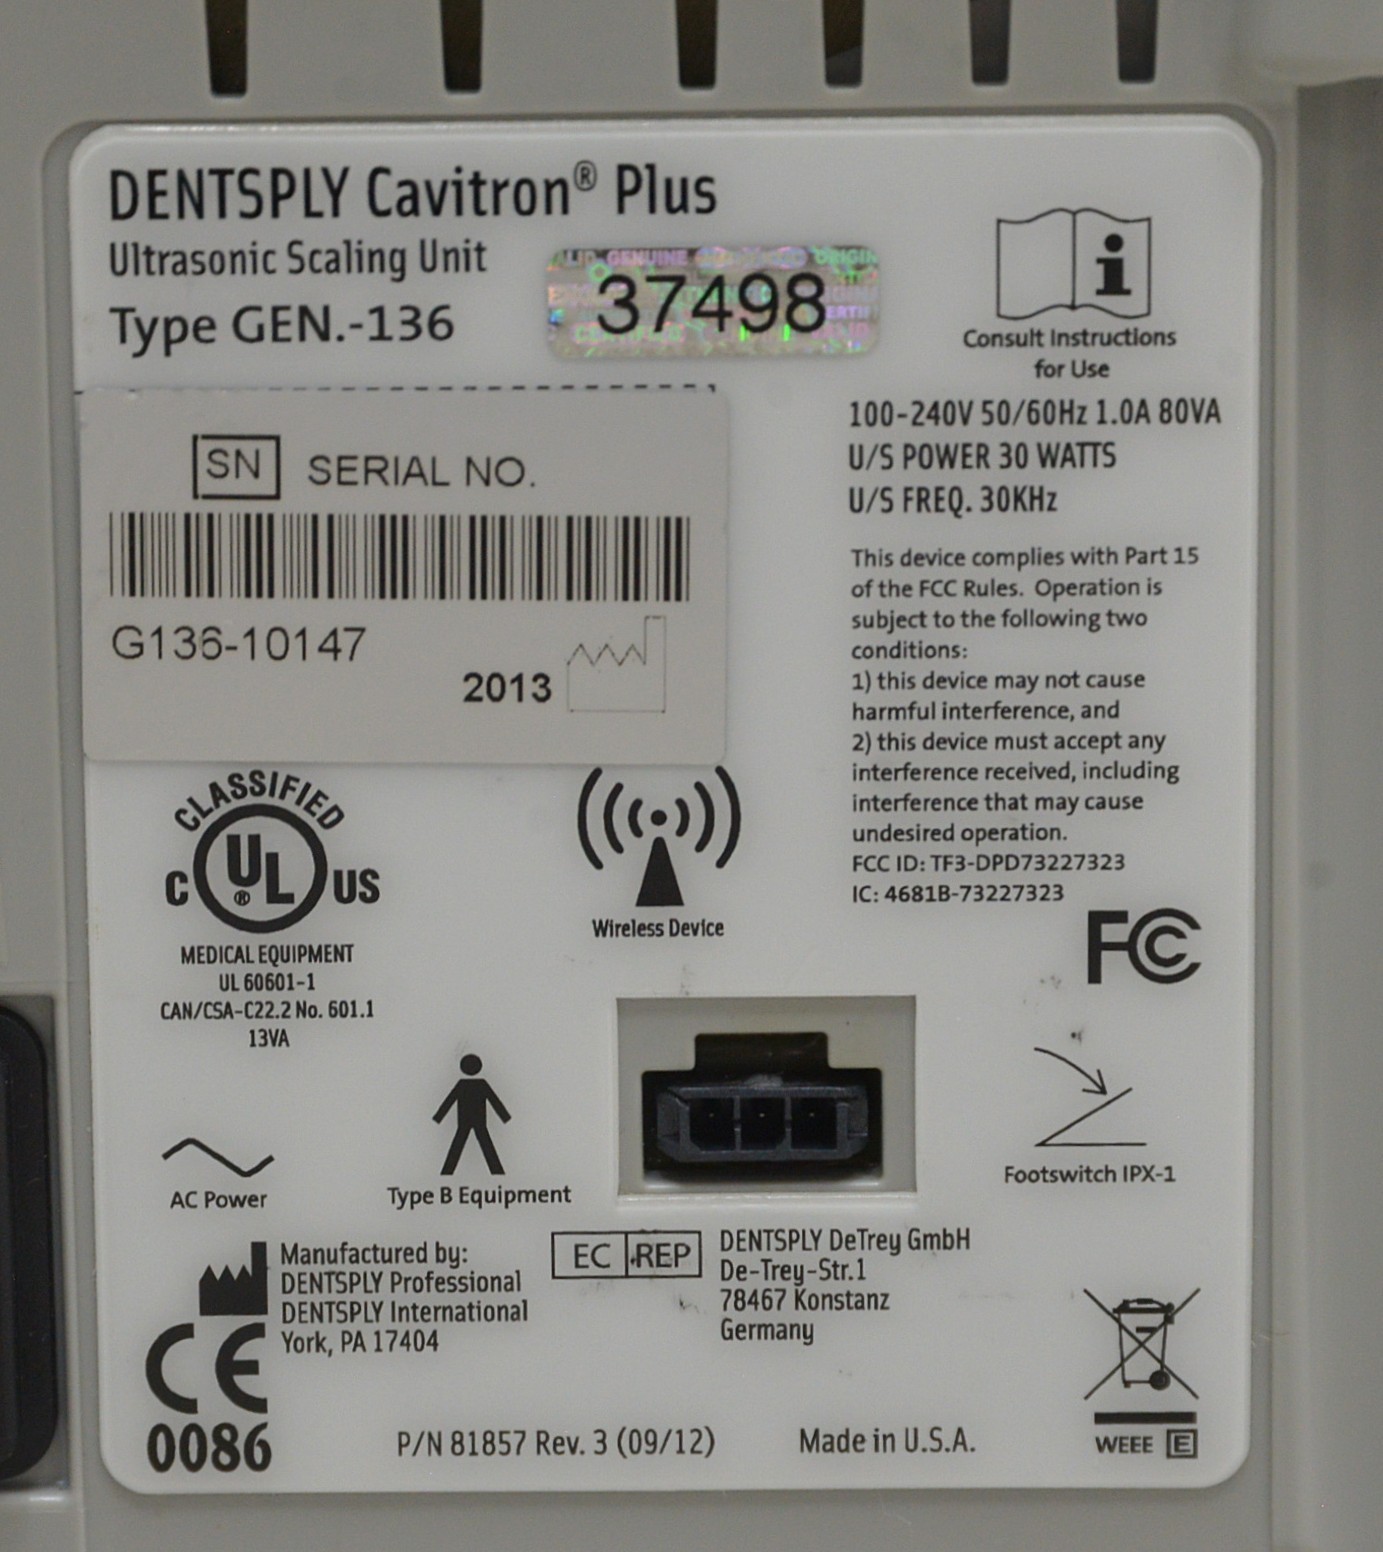 DENTSPLY Cavitron® Plus
Ultrasonic Scaling Unit
Type GEN.-136
37498
Consult Instructions
for Use
100-240V 50/60Hz 1.0A 80VA
U/S POWER 30 WATTS
U/S FREQ. 30KHz
SN SERIAL NO.
G136-10147
2013
This device complies with Part 15
of the FCC Rules. Operation is
subject to the following two
conditions:
1) this device may not cause
harmful interference, and
2) this device must accept any
interference received, including
interference that may cause
undesired operation.
FCC ID: TF3-DPD73227323
IC: 4681B-73227323
FC
CLASSIFIED
C UL® US
MEDICAL EQUIPMENT
UL 60601-1
CAN/CSA-C22.2 No. 601.1
13VA
Wireless Device
AC Power
Type B Equipment
Footswitch IPX-1
Manufactured by:
DENTSPLY Professional
DENTSPLY International
York, PA 17404
EC REP
DENTSPLY DeTrey GmbH
De-Trey-Str.1
78467 Konstanz
Germany
CE
0086
P/N 81857 Rev. 3 (09/12)
Made in U.S.A.
WEEE E